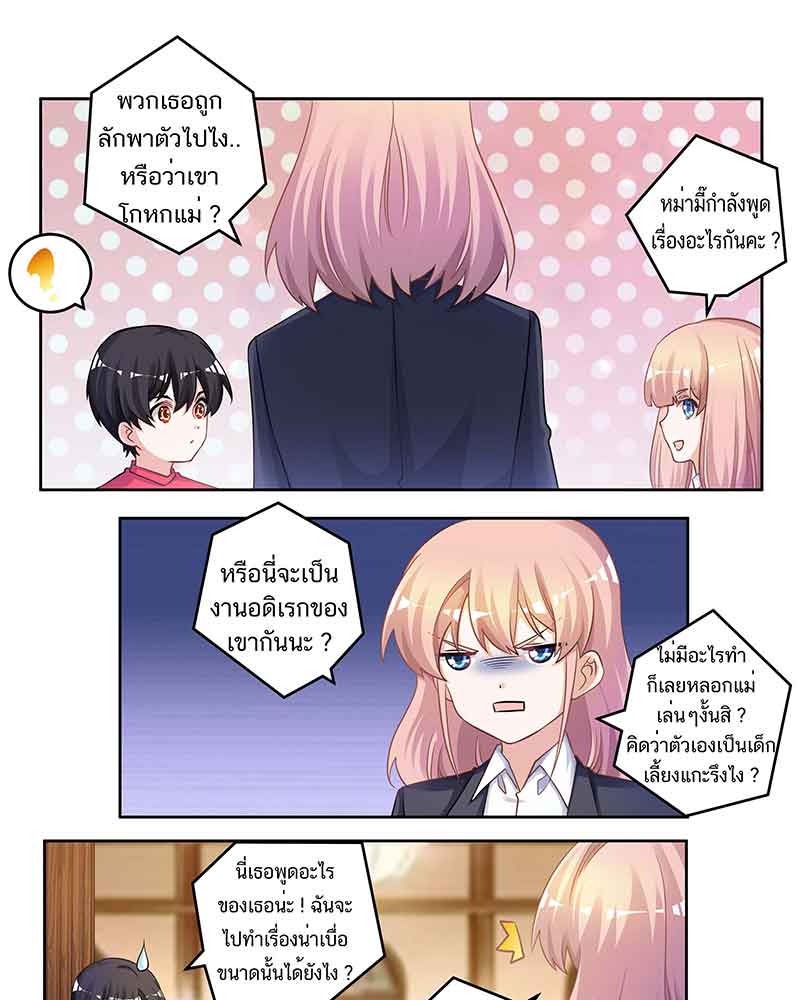 พวกเธอถูก
ลักพาตัวไปไง..
หรือว่าเขา
โกหกแม่ ?
หม่ามี๊กำลังพูด
เรื่องอะไรกันคะ ?
หรือนี่จะเป็น
งานอดิเรกของ
เขากันนะ ?
ไม่มีอะไรทำ
ก็เลยหลอกแม่
เล่นๆงั้นสิ ?
คิดว่าตัวเองเป็นเด็ก
เลี้ยงแกะรึไง ?
นี่เธอพูดอะไร
ของเธอน่ะ ! ฉันจะ
ไปทำเรื่องน่าเบื่อ
ขนาดนั้นได้ยังไง ?